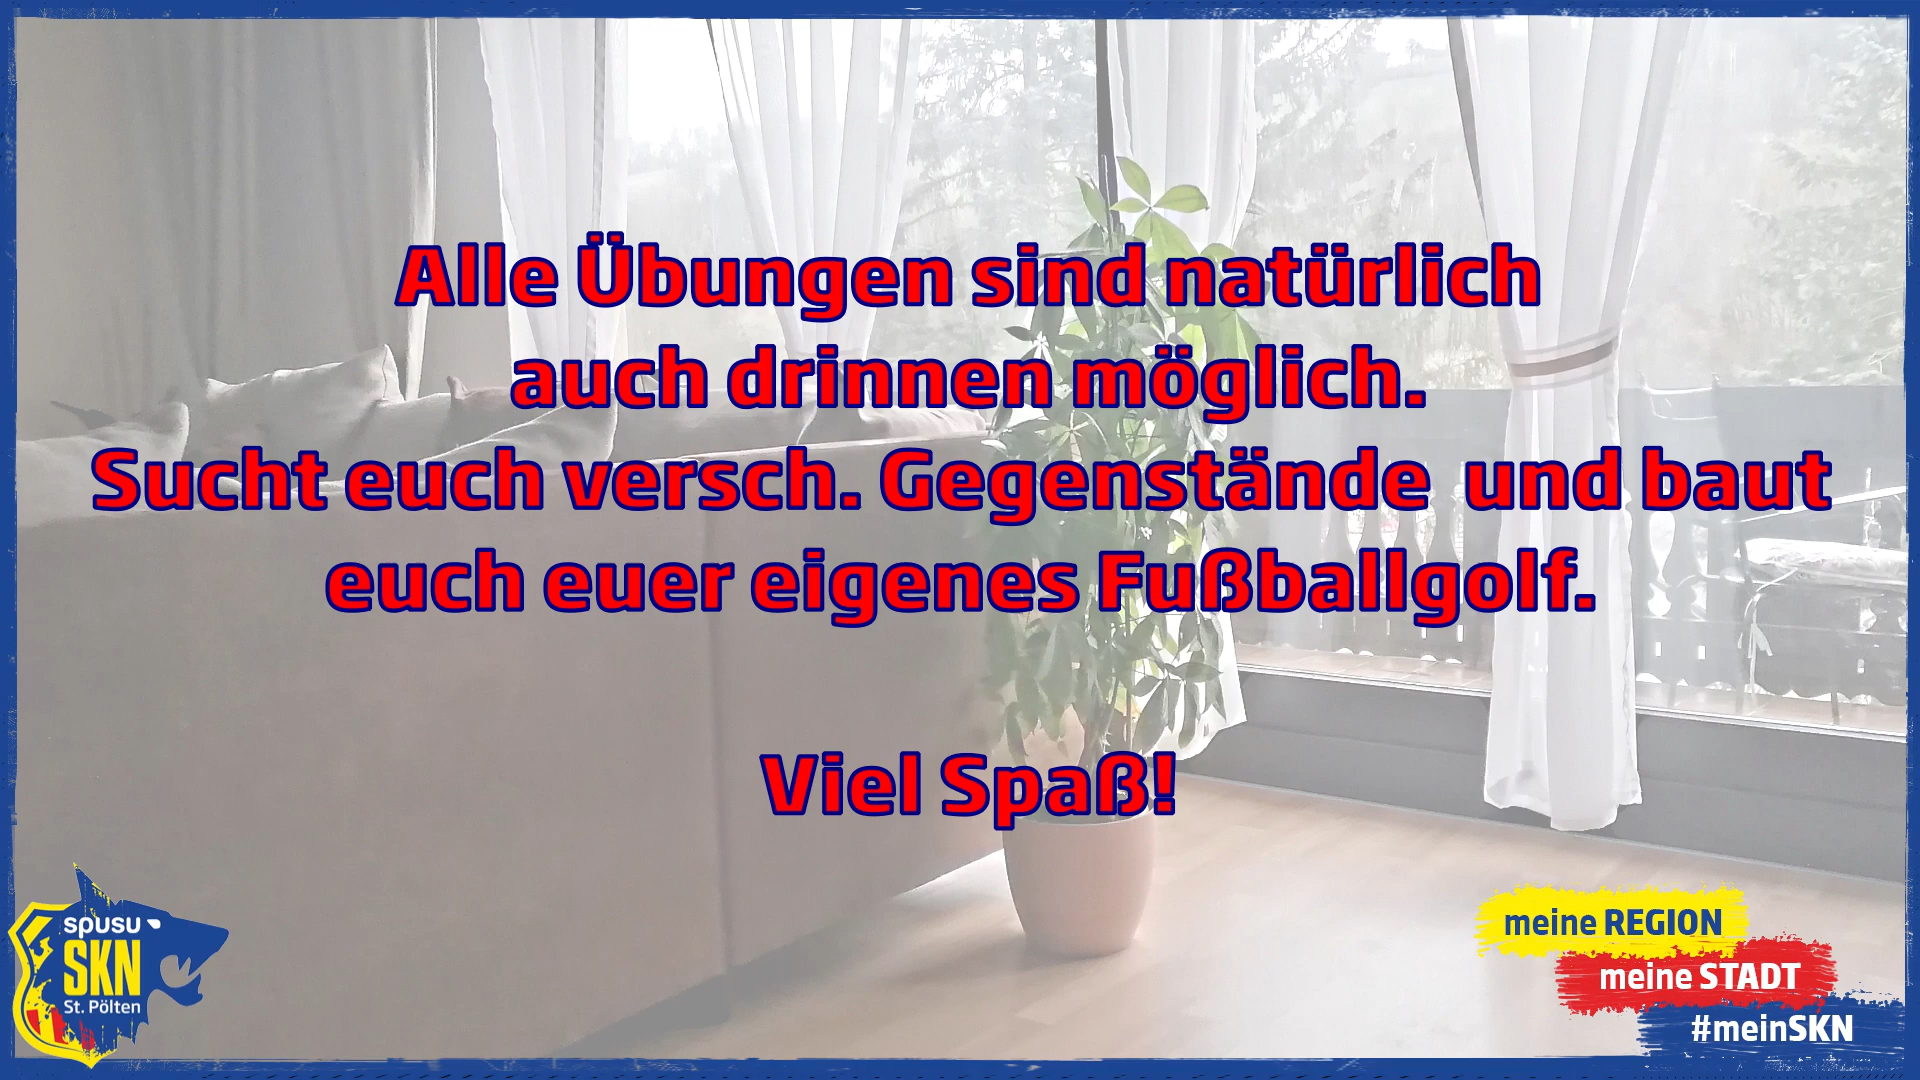 Alle Übungen sind natürlich
auch drinnen möglich.
Sucht euch versch. Gegenstände  und baut
euch euer eigenes Fußballgolf.
Viel Spaß!
spusu
SKN
St. Pölten
meine REGION
meine STADT
#meinSKN